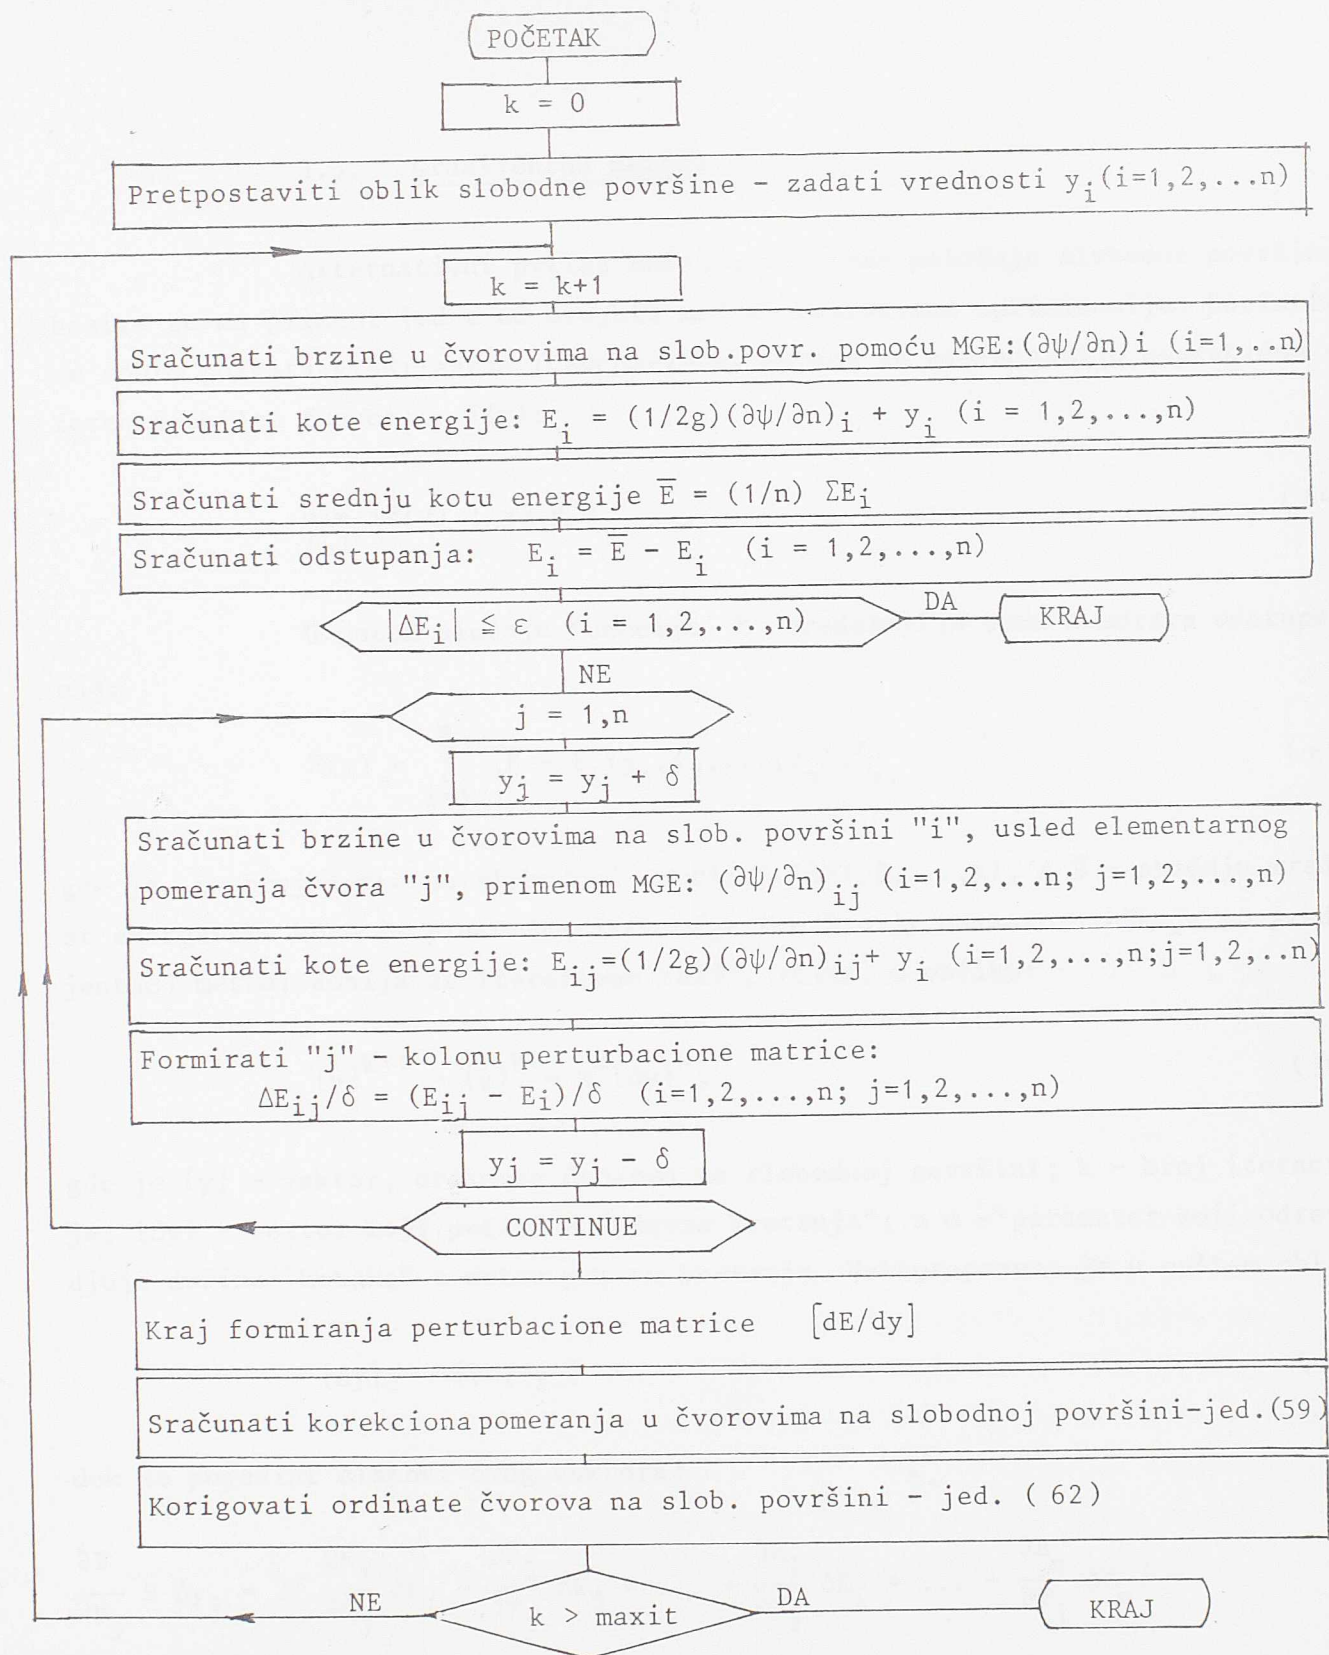 POČETAK
k = 0
Pretpostaviti oblik slobodne površine - zadati vrednosti y_i(i=1,2,...n)
k = k+1
Sračunati brzine u čvorovima na slob.povr. pomoću MGE:(∂ψ/∂n)i (i=1,..n)
Sračunati kote energije: E_i = (1/2g)(∂ψ/∂n)_i + y_i (i = 1,2,...,n)
Sračunati srednju kotu energije E̅ = (1/n) ΣE_i
Sračunati odstupanja: E_i = E̅ - E_i (i = 1,2,...,n)
|ΔE_i| ≦ ε (i = 1,2,...,n)
DA
KRAJ
NE
j = 1,n
y_j = y_j + δ
Sračunati brzine u čvorovima na slob. površini "i", usled elementarnog
pomeranja čvora "j", primenom MGE: (∂ψ/∂n)_ij (i=1,2,...n; j=1,2,...,n)
Sračunati kote energije: E_ij=(1/2g)(∂ψ/∂n)_ij+ y_i (i=1,2,...,n;j=1,2,..n)
Formirati "j" - kolonu perturbacione matrice:
ΔE_ij/δ = (E_ij - E_i)/δ (i=1,2,...,n; j=1,2,...,n)
y_j = y_j - δ
CONTINUE
Kraj formiranja perturbacione matrice [dE/dy]
Sračunati korekciona pomeranja u čvorovima na slobodnoj površini-jed.(59)
Korigovati ordinate čvorova na slob. površini - jed. ( 62)
NE
k > maxit
DA
KRAJ